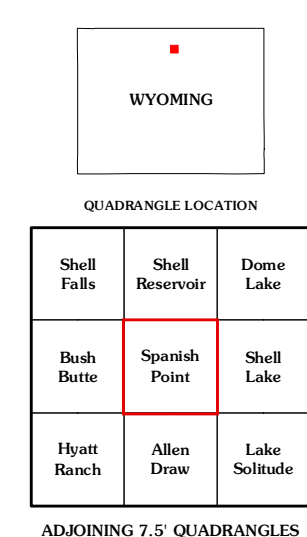 WYOMING
QUADRANGLE LOCATION
Shell
Falls
Shell
Reservoir
Dome
Lake
Bush
Butte
Spanish
Point
Shell
Lake
Hyatt
Ranch
Allen
Draw
Lake
Solitude
ADJOINING 7.5' QUADRANGLES